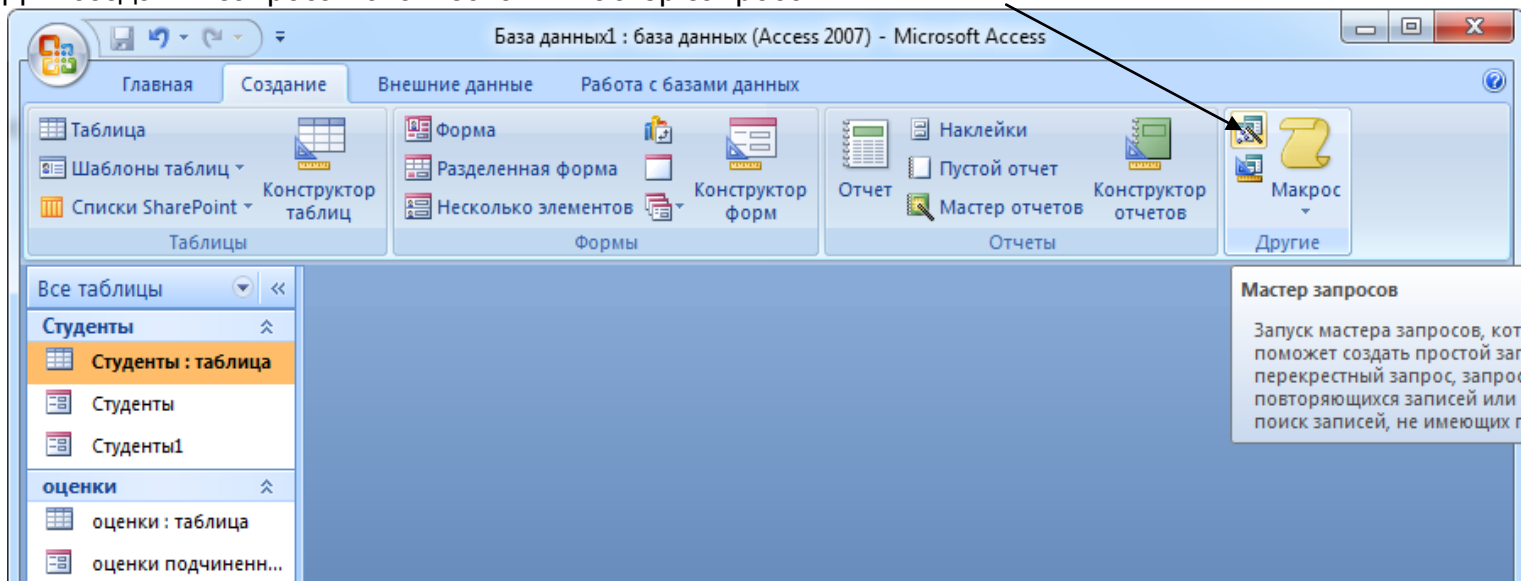 База данных1 : база данных (Access 2007) - Microsoft Access
Главная Создание Внешние данные Работа с базами данных
Таблица
Шаблоны таблиц
Списки SharePoint
Конструктор
таблиц
Таблицы
Форма
Разделенная форма
Несколько элементов
Конструктор
форм
Формы
Отчет
Наклейки
Пустой отчет
Мастер отчетов
Конструктор
отчетов
Отчеты
Макрос
Другие
Все таблицы
Студенты
Студенты : таблица
Студенты
Студенты1
оценки
оценки : таблица
оценки подчиненн...
Мастер запросов
Запуск мастера запросов, кот
поможет создать простой зап
перекрестный запрос, запрос
повторяющихся записей или
поиск записей, не имеющих п